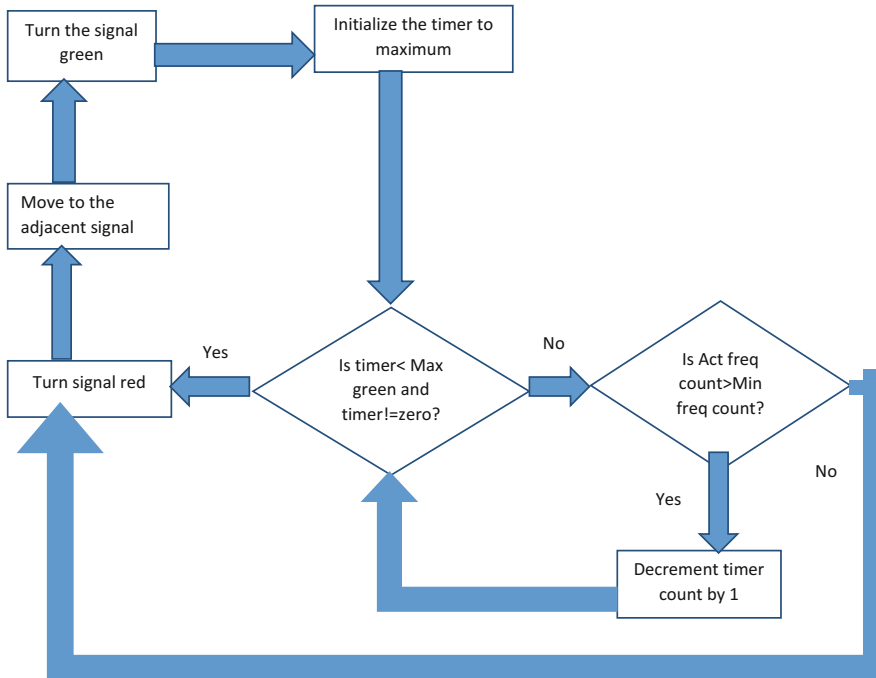 Turn the signal
green
Initialize the timer to
maximum
Move to the
adjacent signal
Turn signal red
Yes
Is timer< Max
green and
timer!=zero?
No
Is Act freq
count>Min
freq count?
No
Yes
Decrement timer
count by 1